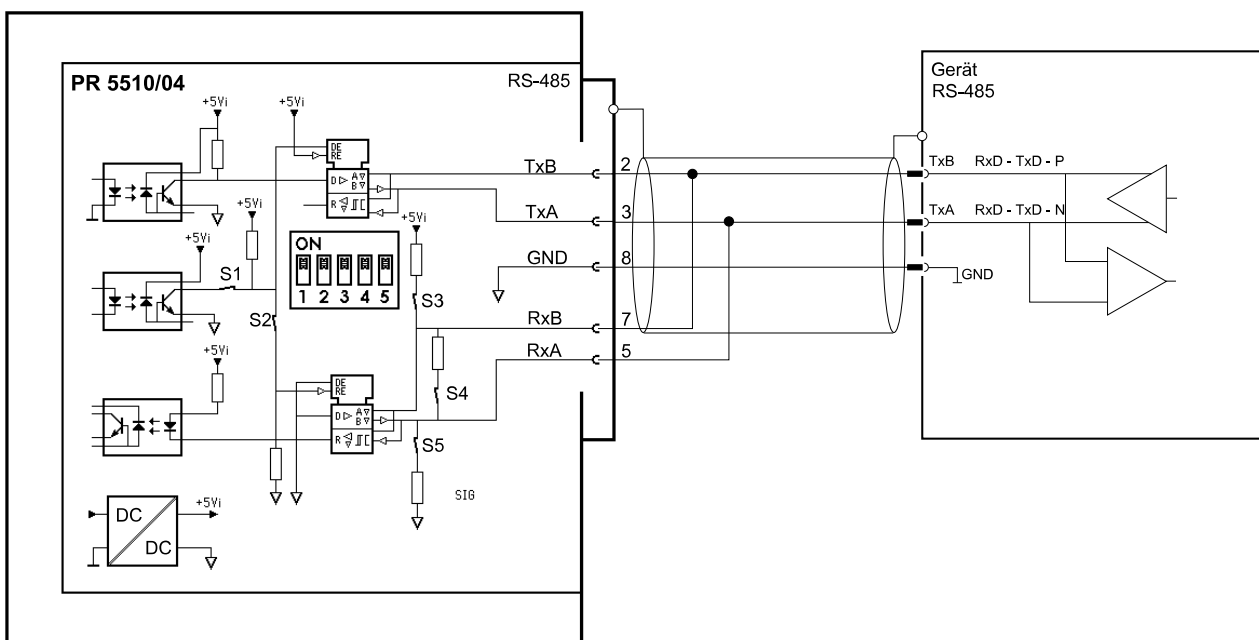 PR 5510/04
RS-485
Gerät
RS-485
+5Vi
+5Vi
DE
RE
D
A
B
R
TxB
2
TxB
RxD - TxD - P
TxA
3
TxA
RxD - TxD - N
+5Vi
+5Vi
ON
1 2 3 4 5
+5Vi
GND
8
GND
S1
S2
S3
RxB
7
RxA
5
+5Vi
DE
RE
D
A
B
R
S4
S5
SIG
DC
DC
+5Vi